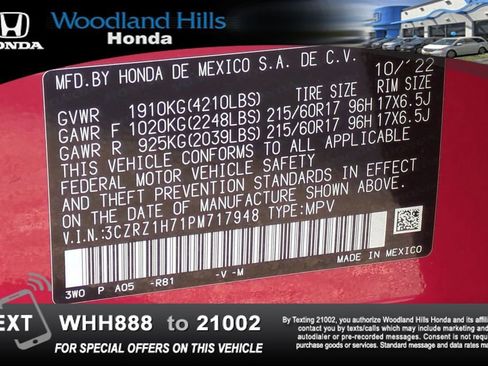 HONDA
Woodland Hills
Honda
MFD.BY HONDA DE MEXICO S.A. DE C.V. 10/'22
TIRE SIZE RIM SIZE
GVWR 1910KG(4210LBS)
GAWR F 1020KG(2248LBS) 215/60R17 96H 17X6.5J
GAWR R 925KG(2039LBS) 215/60R17 96H 17X6.5J
THIS VEHICLE CONFORMS TO ALL APPLICABLE
FEDERAL MOTOR VEHICLE SAFETY
AND THEFT PREVENTION STANDARDS IN EFFECT
ON THE DATE OF MANUFACTURE SHOWN ABOVE.
V.I.N:3CZRZ1H71PM717948 TYPE:MPV
3W0 P A05 -R81 -V -M
MADE IN MEXICO
TEXT WHH888 to 21002
FOR SPECIAL OFFERS ON THIS VEHICLE
By Texting 21002, you authorize Woodland Hills Honda and its affilia
contact you by texts/calls which may include marketing and
autodialer or pre-recorded messages. Consent is not requi
purchase goods or services. Standard message and data rates ma